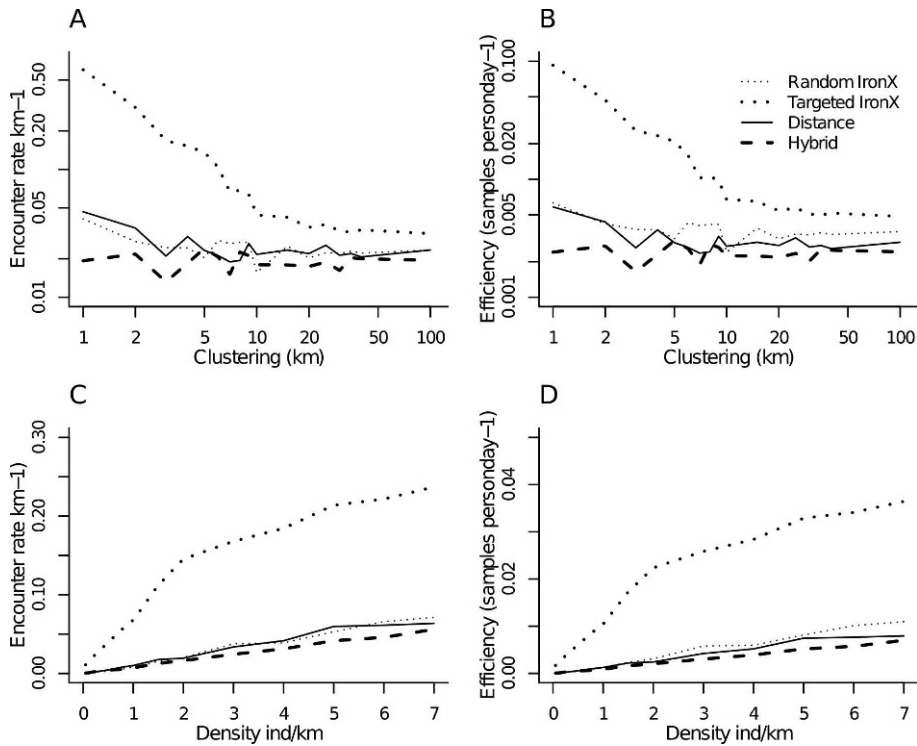 A
Encounter rate km−1
0.50
0.20
0.05
0.01
1 2 5 10 20 50 100
Clustering (km)
B
Efficiency (samples personday−1)
0.100
0.020
0.005
0.001
Random IronX
Targeted IronX
Distance
Hybrid
1 2 5 10 20 50 100
Clustering (km)
C
Encounter rate km−1)
0.30
0.20
0.10
0.00
0 1 2 3 4 5 6 7
Density ind/km
D
Efficiency (samples personday−1)
0.04
0.02
0.00
0 1 2 3 4 5 6 7
Density ind/km